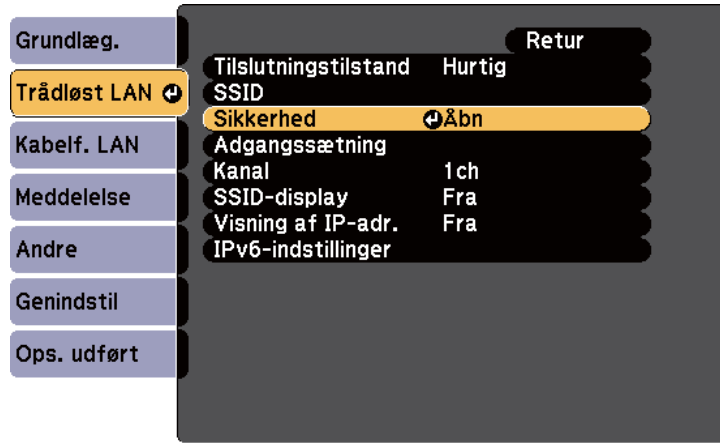 Grundlæg.
Trådløst LAN
Kabelf. LAN
Meddelelse
Andre
Genindstil
Ops. udført
Retur
Tilslutningstilstand Hurtig
SSID
Sikkerhed Åbn
Adgangssætning
Kanal 1ch
SSID-display Fra
Visning af IP-adr. Fra
IPv6-indstillinger